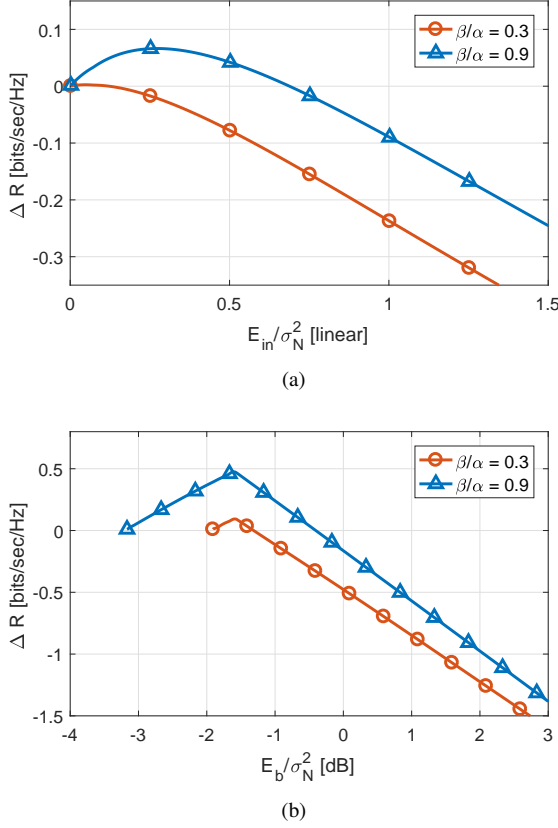 β/α = 0.3
β/α = 0.9
0
-0.1
-0.2
-0.3
Δ R [bits/sec/Hz]
0 0.5 1 1.5
E_in/σ_N^2 [linear]
(a)
β/α = 0.3
β/α = 0.9
0.5
0
-0.5
-1
-1.5
Δ R [bits/sec/Hz]
-4 -3 -2 -1 0 1 2 3
E_b/σ_N^2 [dB]
(b)